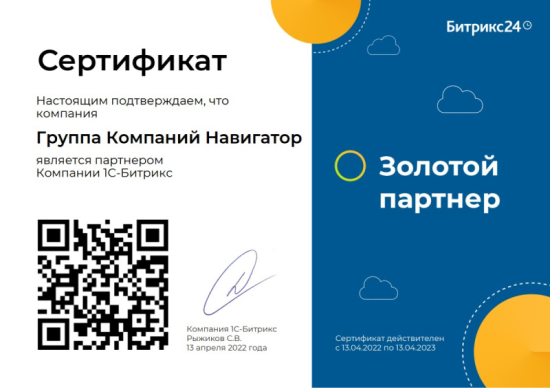 Битрикс24
Сертификат
Настоящим подтверждаем, что
компания
Группа Компаний Навигатор
является партнером
Компании 1С-Битрикс
Золотой
партнер
Компания 1С-Битрикс
Рыжиков С.В.
13 апреля 2022 года
Сертификат действителен
с 13.04.2022 по 13.04.2023